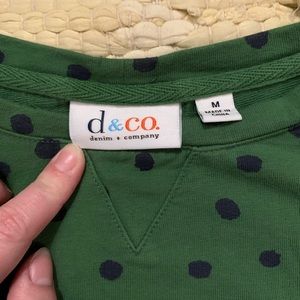 d&co.
denim + company
M
MADE IN
CHINA